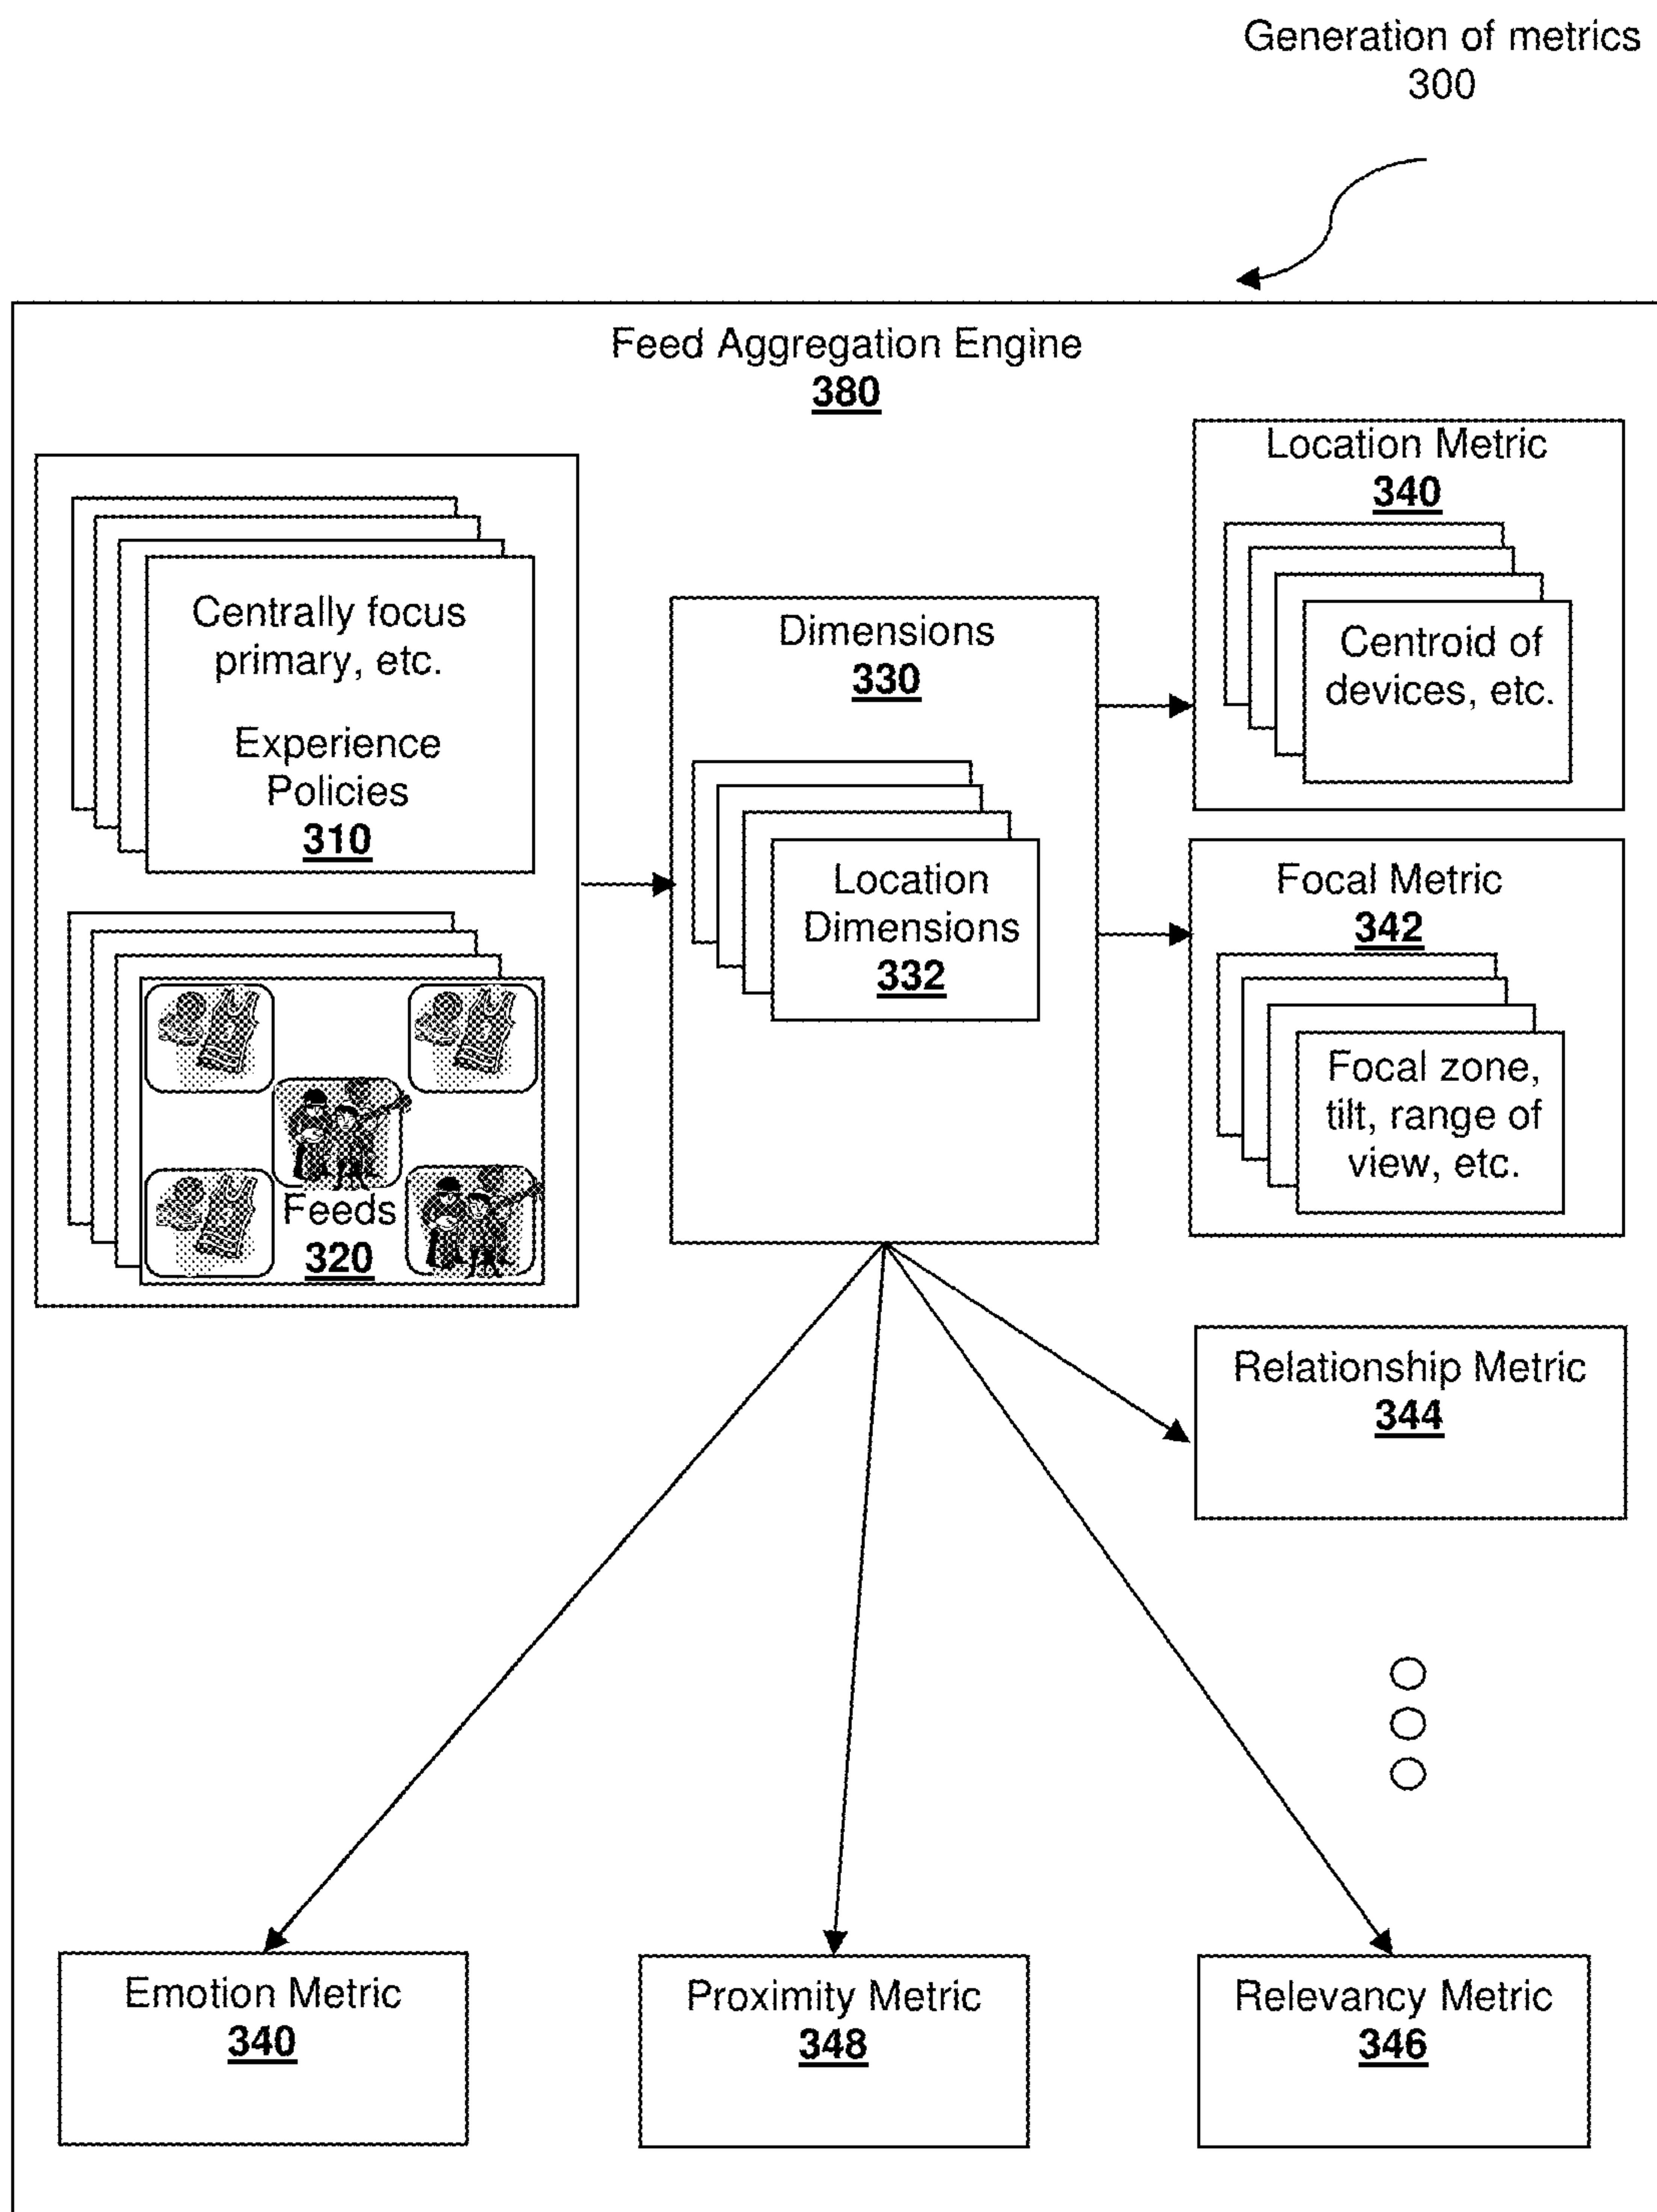 Generation of metrics
300
Feed Aggregation Engine
380
Centrally focus
primary, etc.
Experience
Policies
310
Feeds
320
Dimensions
330
Location
Dimensions
332
Location Metric
340
Centroid of
devices, etc.
Focal Metric
342
Focal zone,
tilt, range of
view, etc.
Relationship Metric
344
Emotion Metric
340
Proximity Metric
348
Relevancy Metric
346